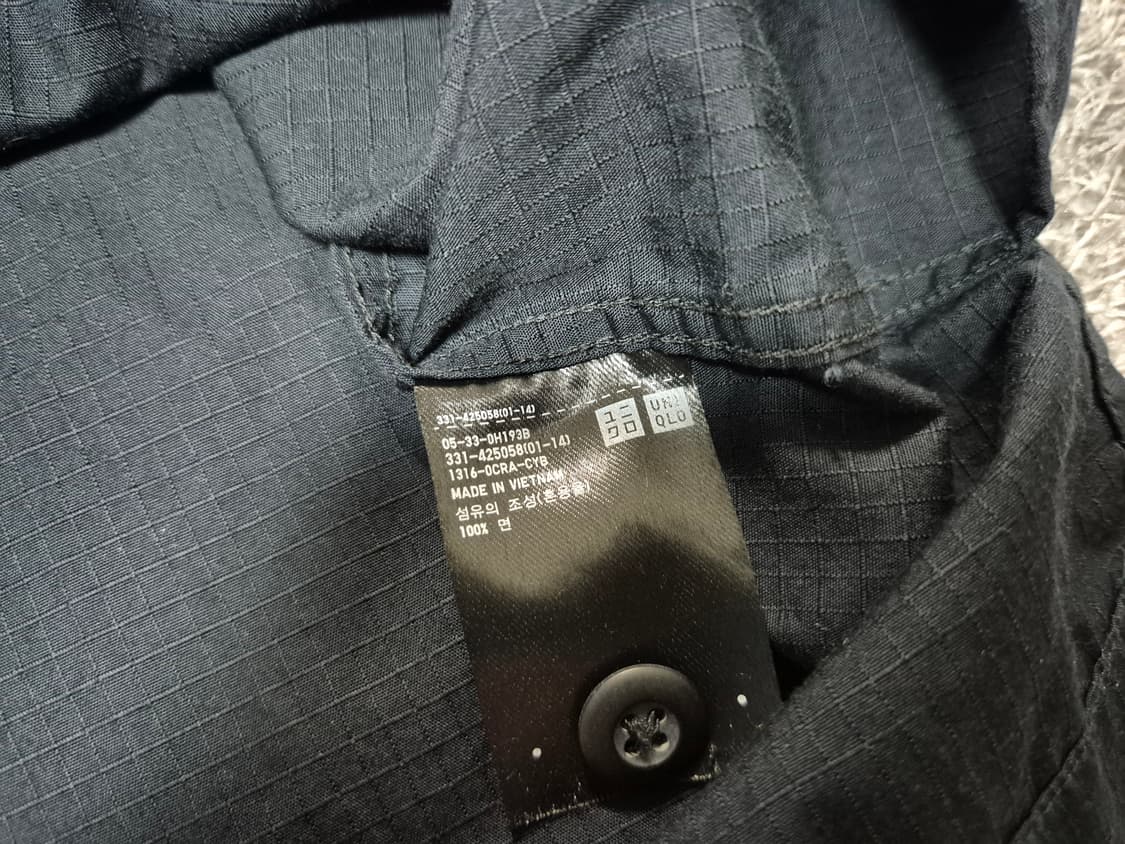 331-425058(01-14)
ユニ
クロ
UNI
QLO
05-33-0H193B
331-425058(01-14)
1316-0CRA-CYB
MADE IN VIETNAM
섬유의 조성(혼용율)
100% 면